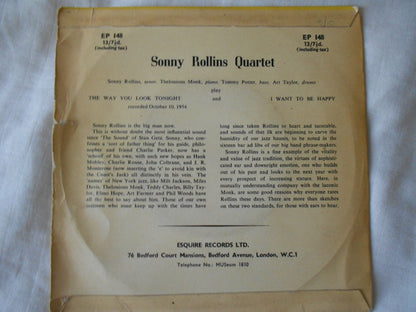 EP 148
13/7½d.
(including tax)
EP 148
13/7½d.
(including tax)
Sonny Rollins Quartet
Sonny Rollins, tenor Thelonious Monk, piano Tommy Potter, bass Art Taylor, drums
play
THE WAY YOU LOOK TONIGHT and I WANT TO BE HAPPY
recorded October 10, 1954
Sonny Rollins is the big man now.
This is without doubt the most influential sound
since 'The Sound' of Stan Getz. Sonny, who
confesses a 'sort of father thing' for his guide, philo-
sopher and friend Charlie Parker, now has a
'school' of his own, with such new hopes as Hank
Mobley, Charlie Rouse, John Coltrane, and J. R.
Monterose (now inserting the 'e' to avoid kin with
the Count's Jack) all distinctly in his vein. The
'names' of New York jazz, like Milt Jackson, Miles
Davis, Thelonious Monk, Teddy Charles, Billy Tay-
lor, Elmo Hope, Art Farmer and Phil Woods have
all the best to say about him. Those of our own
tenormen who must keep up with the times have
since taken Rollins to heart and turntable,
and sounds of that ilk are beginning to curve the
humidity of our jazz haunts, to be noted in the
sixteen bar ad libs of our big band phrase-makers.
Sonny Rollins is a fine example of the vitality
and value of jazz tradition, the virtues of sophisti-
cated ear and downright emotion, one who builds
out of his past and looks to the next year with
every prospect of increasing stature. Here, in
mutually understanding company with the laconic
Monk, are some good reasons why everyone rates
Rollins these days. There are more than sketches
on these two standards, for those with ears to hear.
ESQUIRE RECORDS LTD.
76 Bedford Court Mansions, Bedford Avenue, London, W.C.1
Telephone No.: MUSeum 1810